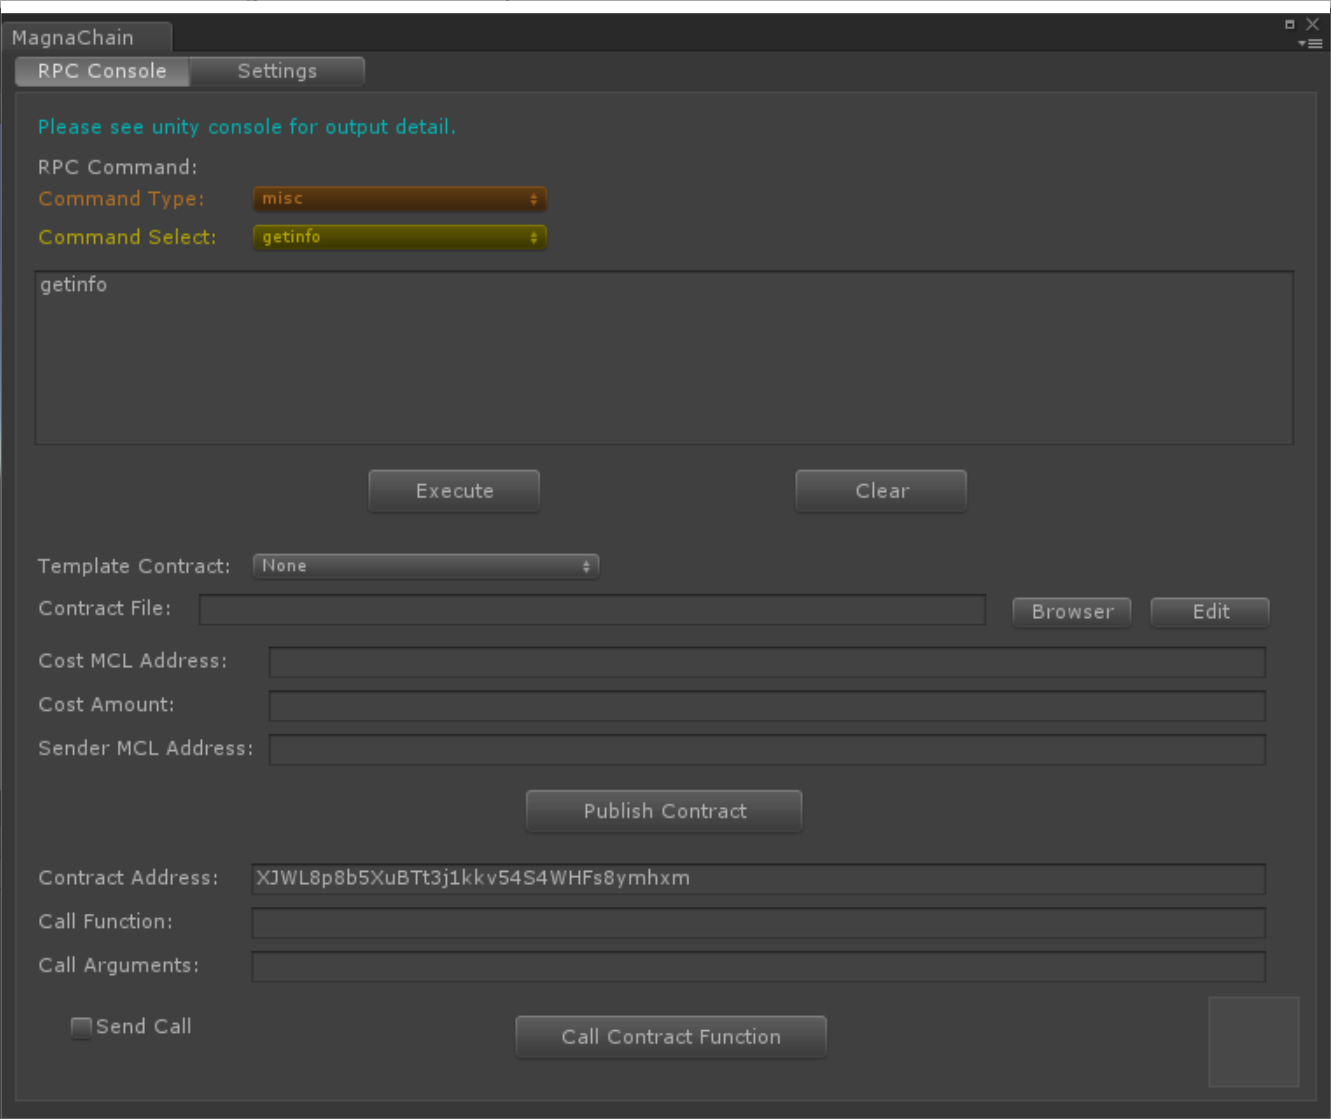 MagnaChain
RPC Console Settings
Please see unity console for output detail.
RPC Command:
Command Type: misc
Command Select: getinfo
getinfo
Execute Clear
Template Contract: None
Contract File: Browser Edit
Cost MCL Address:
Cost Amount:
Sender MCL Address:
Publish Contract
Contract Address: XJWL8p8b5XuBTt3j1kkv54S4WHFs8ymhxm
Call Function:
Call Arguments:
Send Call Call Contract Function